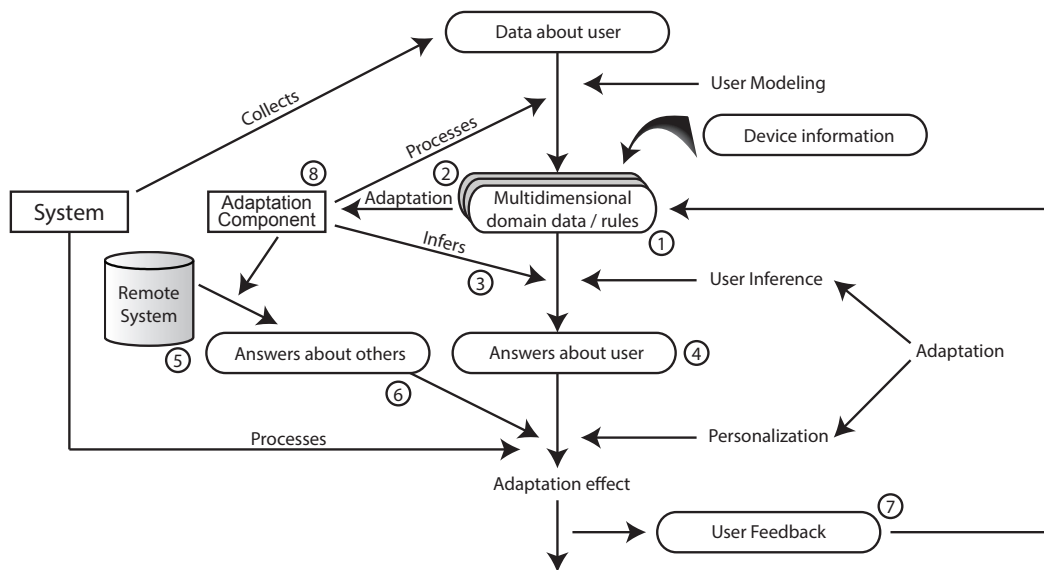 Data about user
User Modeling
Collects
Processes
Device information
8
2
System
Adaptation
Component
Adaptation
Multidimensional
domain data / rules
1
Infers
3
User Inference
Remote
System
5
Answers about others
Answers about user
4
Adaptation
6
Processes
Personalization
Adaptation effect
7
User Feedback